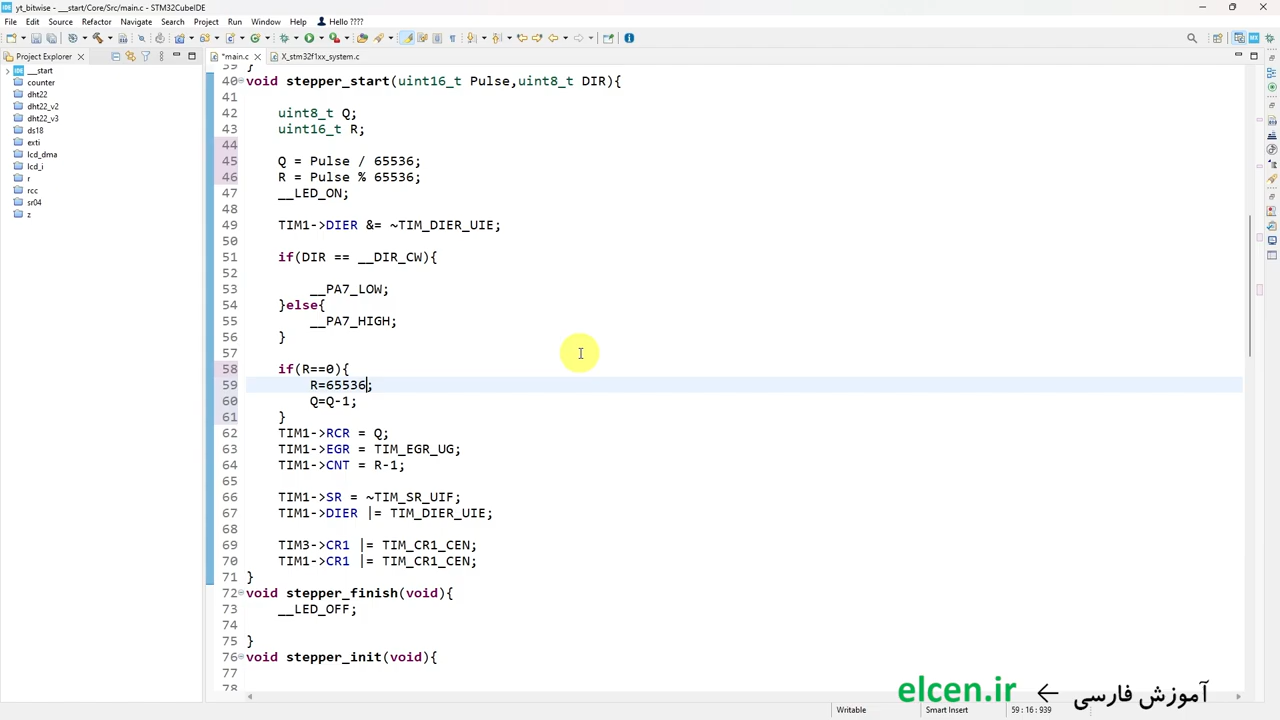 yt_bitwise - ___start/Core/Src/main.c - STM32CubeIDE
File Edit Source Refactor Navigate Search Project Run Window Help Hello ????
Project Explorer
*main.c
X_stm32f1xx_system.c
___start
counter
dht22
dht22_v2
dht22_v3
ds18
exti
lcd_dma
lcd_i
r
rcc
sr04
z
39 }
40 void stepper_start(uint16_t Pulse,uint8_t DIR){
41
42 uint8_t Q;
43 uint16_t R;
44
45 Q = Pulse / 65536;
46 R = Pulse % 65536;
47 __LED_ON;
48
49 TIM1->DIER &= ~TIM_DIER_UIE;
50
51 if(DIR == __DIR_CW){
52
53 __PA7_LOW;
54 }else{
55 __PA7_HIGH;
56 }
57
58 if(R==0){
59 R=65536;
60 Q=Q-1;
61 }
62 TIM1->RCR = Q;
63 TIM1->EGR = TIM_EGR_UG;
64 TIM1->CNT = R-1;
65
66 TIM1->SR = ~TIM_SR_UIF;
67 TIM1->DIER |= TIM_DIER_UIE;
68
69 TIM3->CR1 |= TIM_CR1_CEN;
70 TIM1->CR1 |= TIM_CR1_CEN;
71 }
72 void stepper_finish(void){
73 __LED_OFF;
74
75 }
76 void stepper_init(void){
77
78
elcen.ir ← آموزش فارسی
Writable Smart Insert 59 : 16 : 939